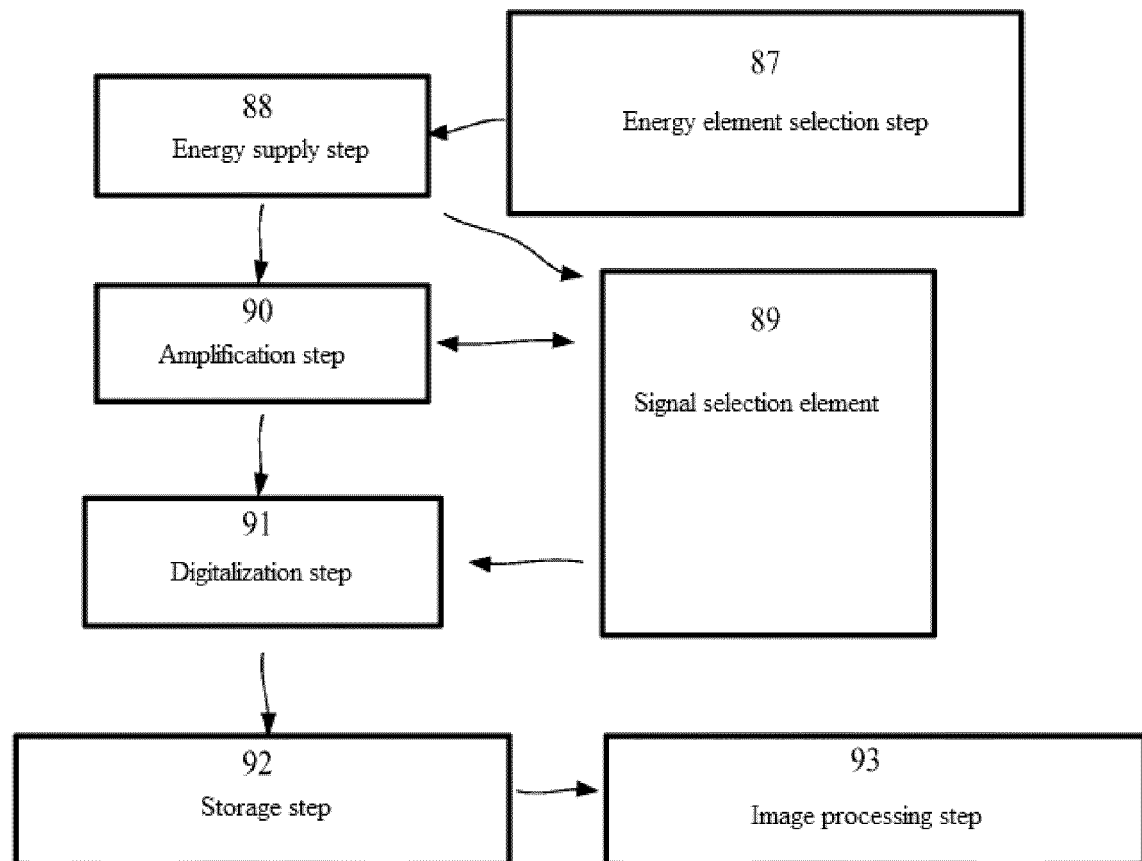 87
Energy element selection step
88
Energy supply step
89
Signal selection element
90
Amplification step
91
Digitalization step
92
Storage step
93
Image processing step